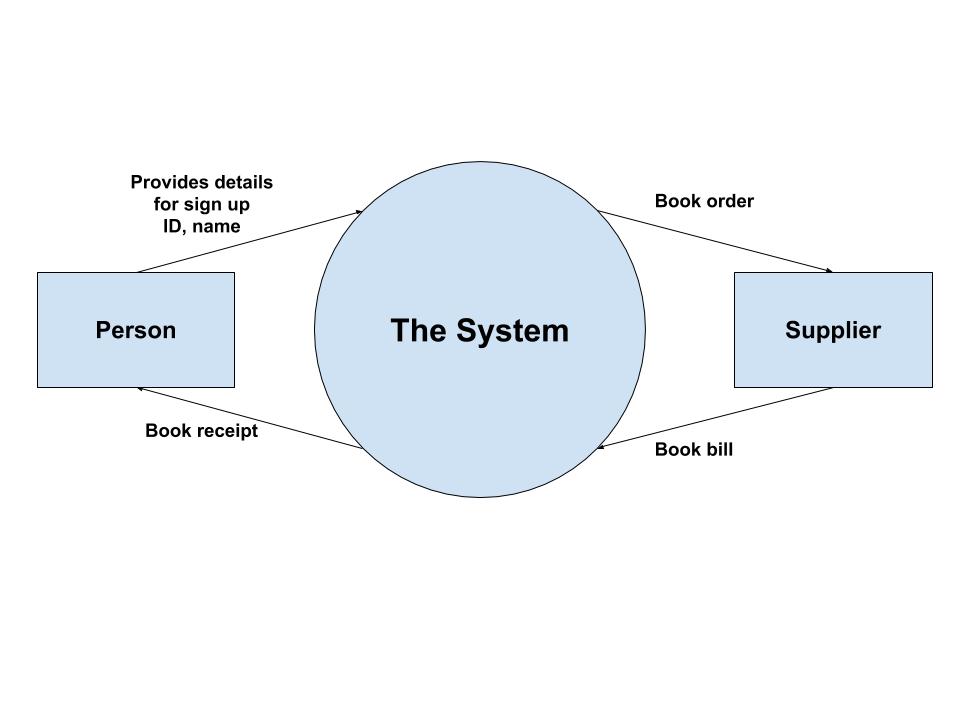 Provides details
for sign up
ID, name
Book order
Person
The System
Supplier
Book receipt
Book bill